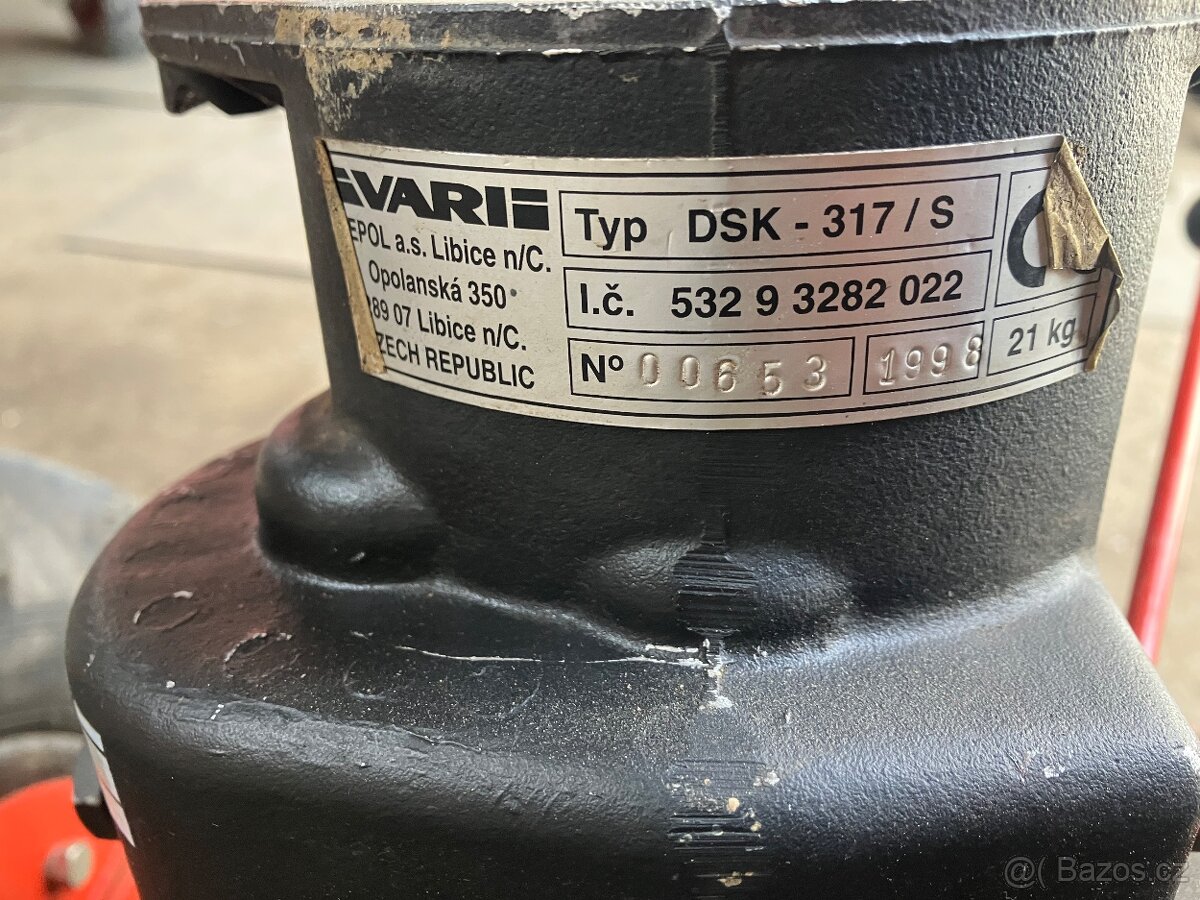 VARI
EPOL a.s. Libice n/C.
Opolanská 350
89 07 Libice n/C.
ZECH REPUBLIC
Typ DSK - 317 / S
I.č. 532 9 3282 022
Nº 00653 1998 21 kg
@( Bazos.cz